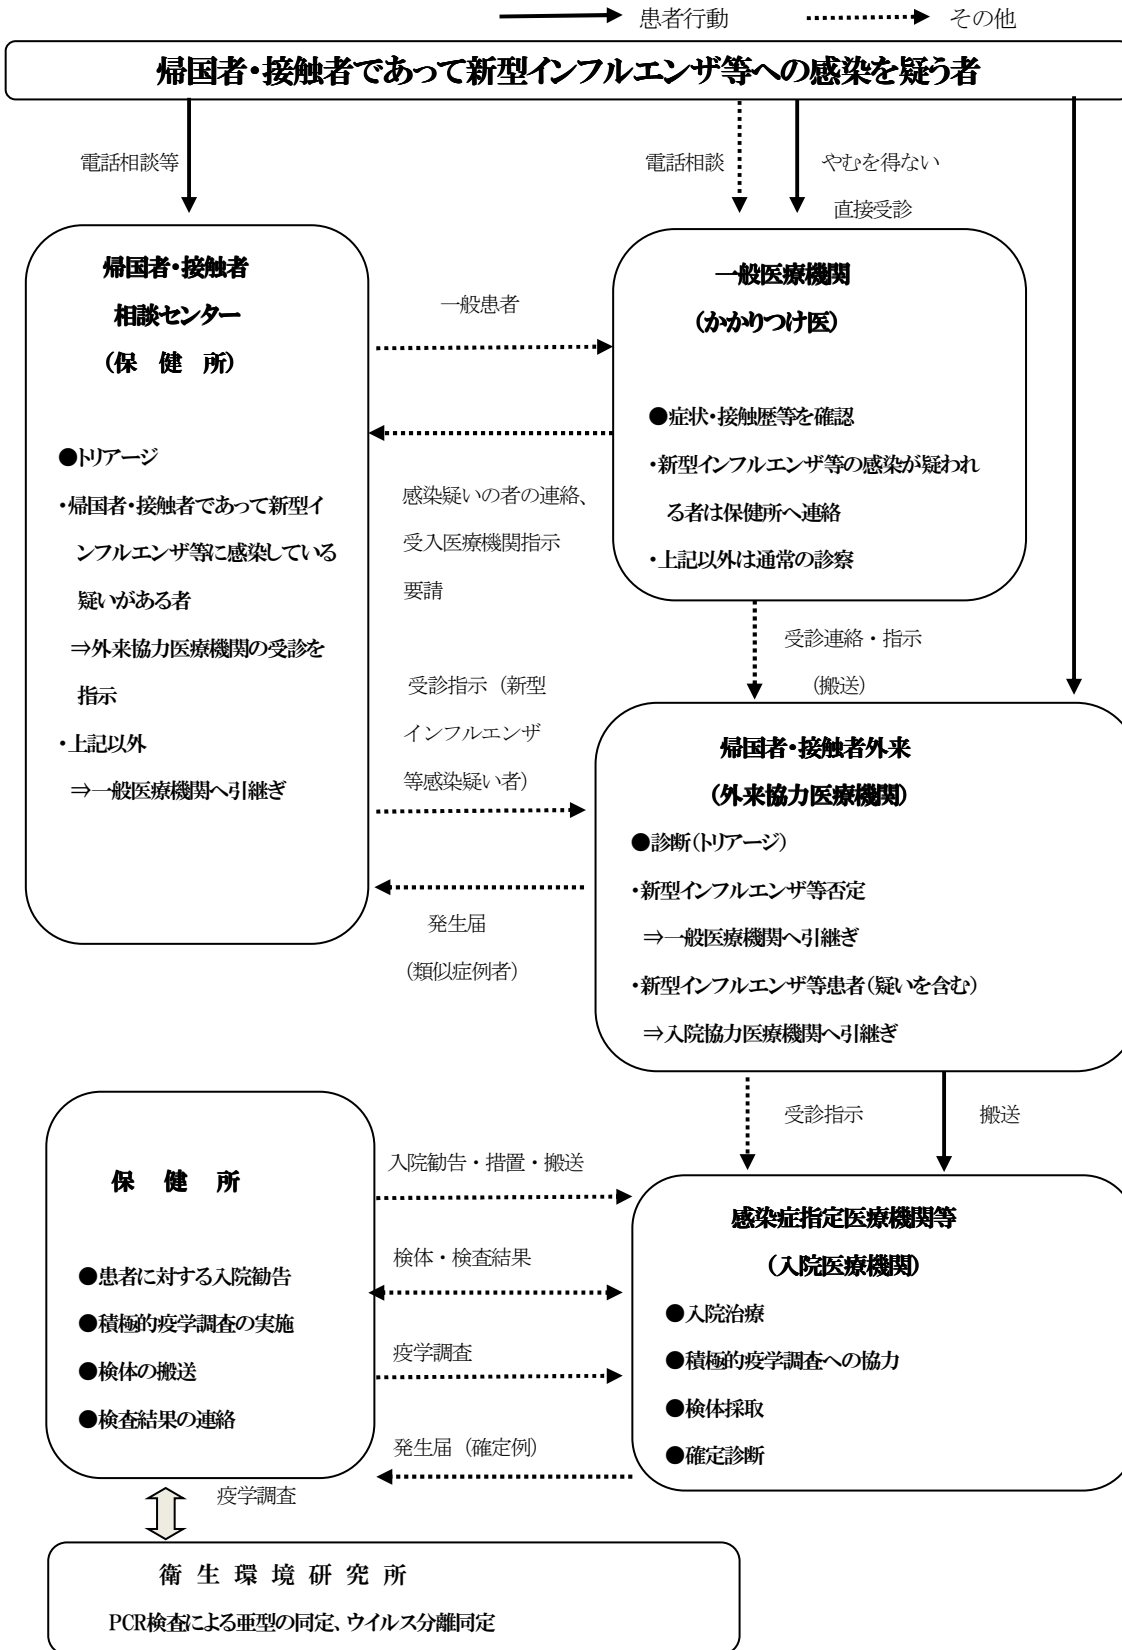 患者行動
その他
帰国者・接触者であって新型インフルエンザ等への感染を疑う者
電話相談等
電話相談
やむを得ない
直接受診
帰国者・接触者
相談センター
（保　健　所）
●トリアージ
・帰国者・接触者であって新型イ
ンフルエンザ等に感染している
疑いがある者
⇒外来協力医療機関の受診を
指示
・上記以外
⇒一般医療機関へ引継ぎ
一般患者
感染疑いの者の連絡、
受入医療機関指示
要請
受診指示（新型
インフルエンザ
等感染疑い者）
発生届
（類似症例者）
一般医療機関
（かかりつけ医）
●症状・接触歴等を確認
・新型インフルエンザ等の感染が疑われ
る者は保健所へ連絡
・上記以外は通常の診察
受診連絡・指示
（搬送）
帰国者・接触者外来
（外来協力医療機関）
●診断（トリアージ）
・新型インフルエンザ等否定
⇒一般医療機関へ引継ぎ
・新型インフルエンザ等患者（疑いを含む）
⇒入院協力医療機関へ引継ぎ
受診指示
搬送
保　健　所
●患者に対する入院勧告
●積極的疫学調査の実施
●検体の搬送
●検査結果の連絡
入院勧告・措置・搬送
検体・検査結果
疫学調査
発生届（確定例）
感染症指定医療機関等
（入院医療機関）
●入院治療
●積極的疫学調査への協力
●検体採取
●確定診断
疫学調査
衛 生 環 境 研 究 所
PCR検査による亜型の同定、ウイルス分離同定